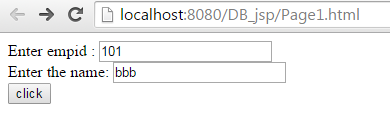 localhost:8080/DB_jsp/Page1.html
Enter empid : 101
Enter the name: bbb
click